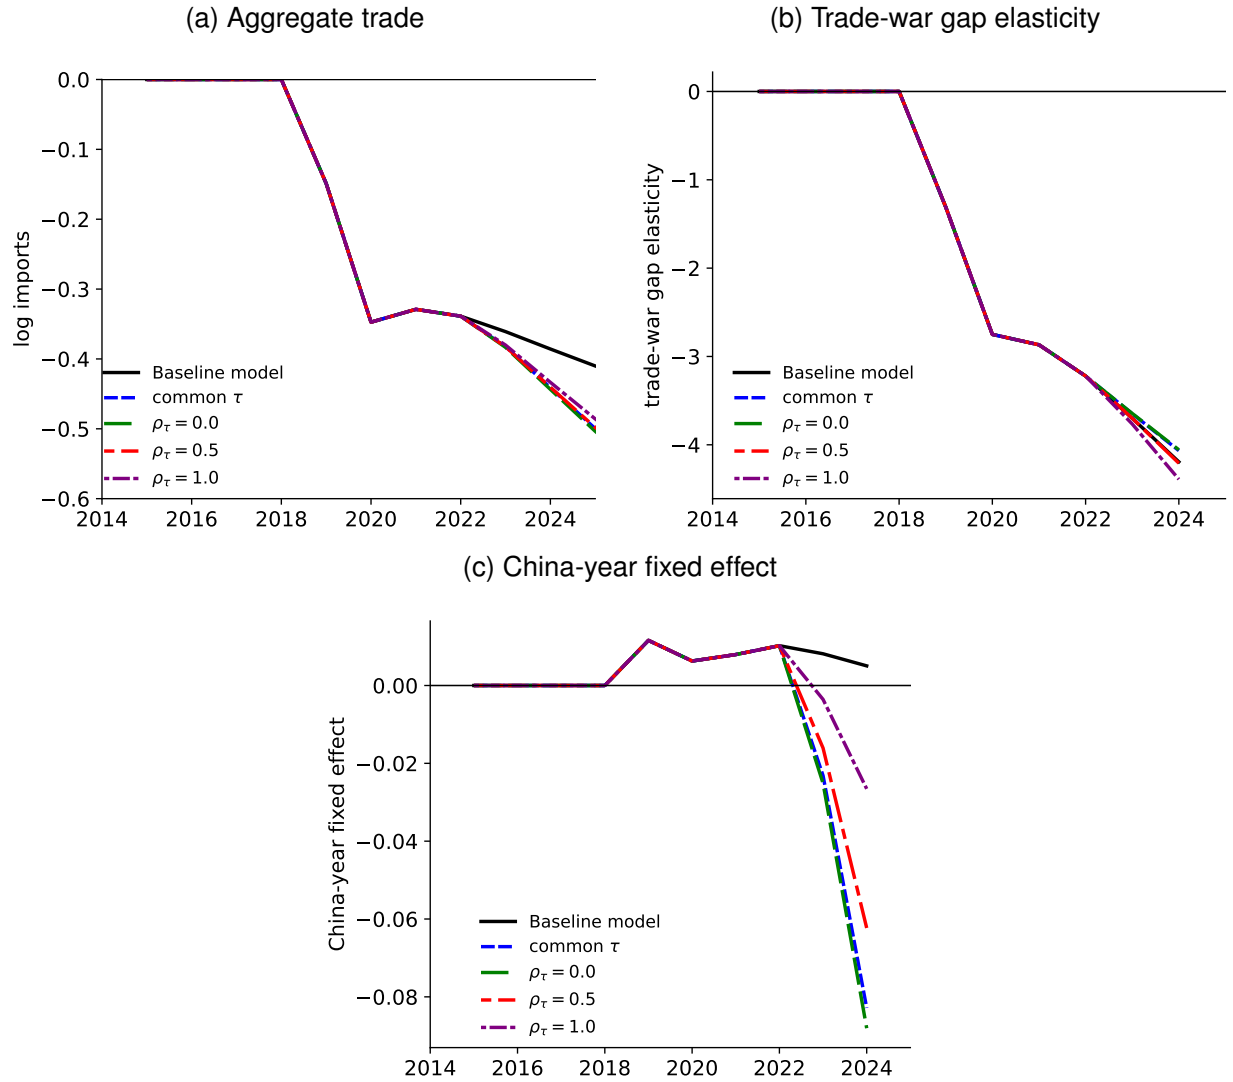 (a) Aggregate trade
log imports
0.0
−0.1
−0.2
−0.3
−0.4
−0.5
−0.6
Baseline model
common τ
ρτ = 0.0
ρτ = 0.5
ρτ = 1.0
2014 2016 2018 2020 2022 2024
(b) Trade-war gap elasticity
trade-war gap elasticity
0
−1
−2
−3
−4
Baseline model
common τ
ρτ = 0.0
ρτ = 0.5
ρτ = 1.0
2014 2016 2018 2020 2022 2024
(c) China-year fixed effect
China-year fixed effect
0.00
−0.02
−0.04
−0.06
−0.08
Baseline model
common τ
ρτ = 0.0
ρτ = 0.5
ρτ = 1.0
2014 2016 2018 2020 2022 2024